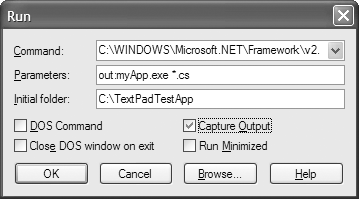 Run
Command: C:\WINDOWS\Microsoft.NET\Framework\v2.
Parameters: out:myApp.exe *.cs
Initial folder: C:\TextPadTestApp
DOS Command Capture Output
Close DOS window on exit Run Minimized
OK Cancel Browse... Help